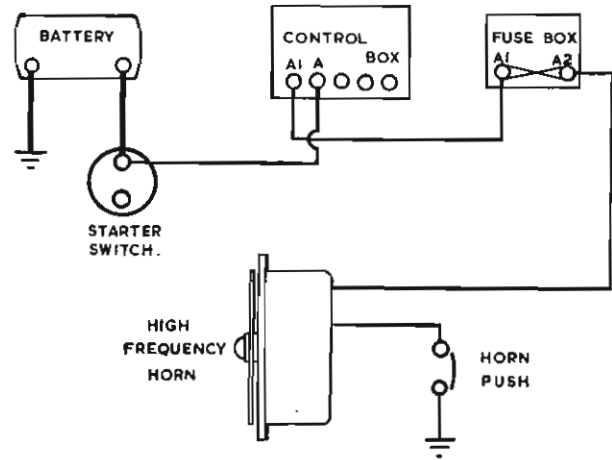 BATTERY
CONTROL
BOX
A1 A
FUSE BOX
A1 A2
STARTER
SWITCH.
HIGH
FREQUENCY
HORN
HORN
PUSH